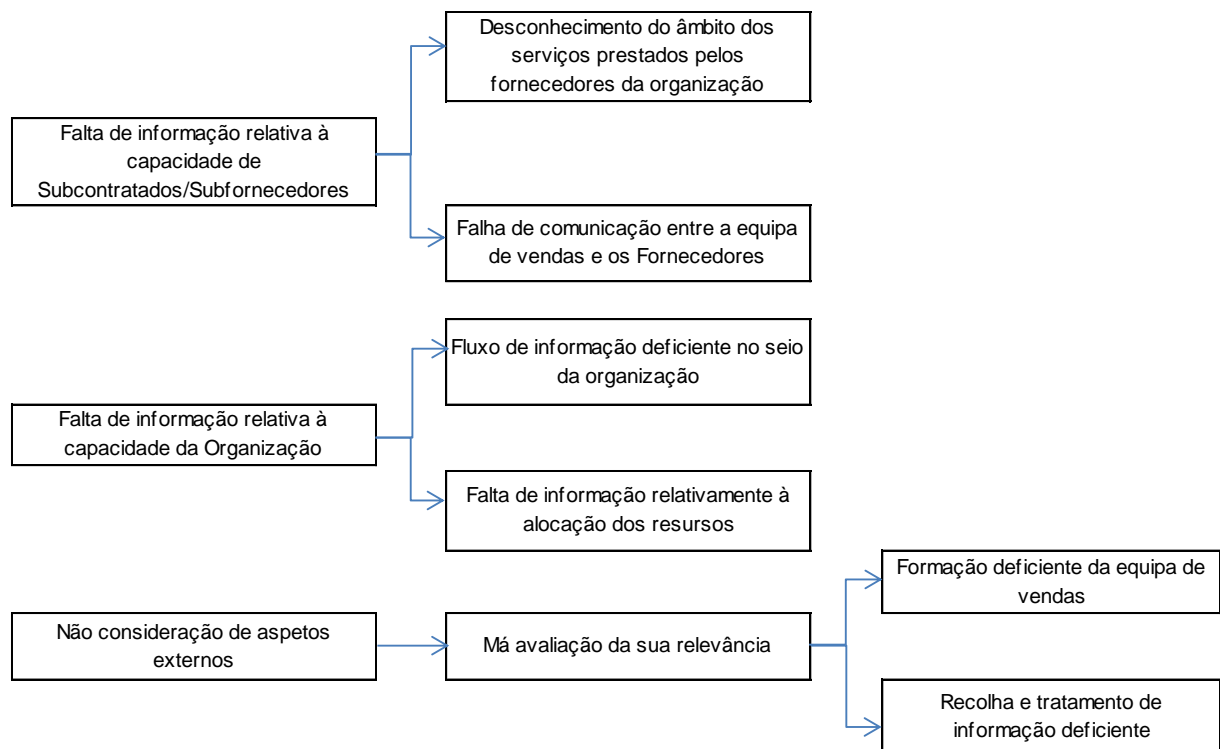 Desconhecimento do âmbito dos
serviços prestados pelos
fornecedores da organização
Falta de informação relativa à
capacidade de
Subcontratados/Subfornecedores
Falha de comunicação entre a equipa
de vendas e os Fornecedores
Fluxo de informação deficiente no seio
da organização
Falta de informação relativa à
capacidade da Organização
Falta de informação relativamente à
alocação dos resursos
Formação deficiente da equipa de
vendas
Não consideração de aspetos
externos
Má avaliação da sua relevância
Recolha e tratamento de
informação deficiente